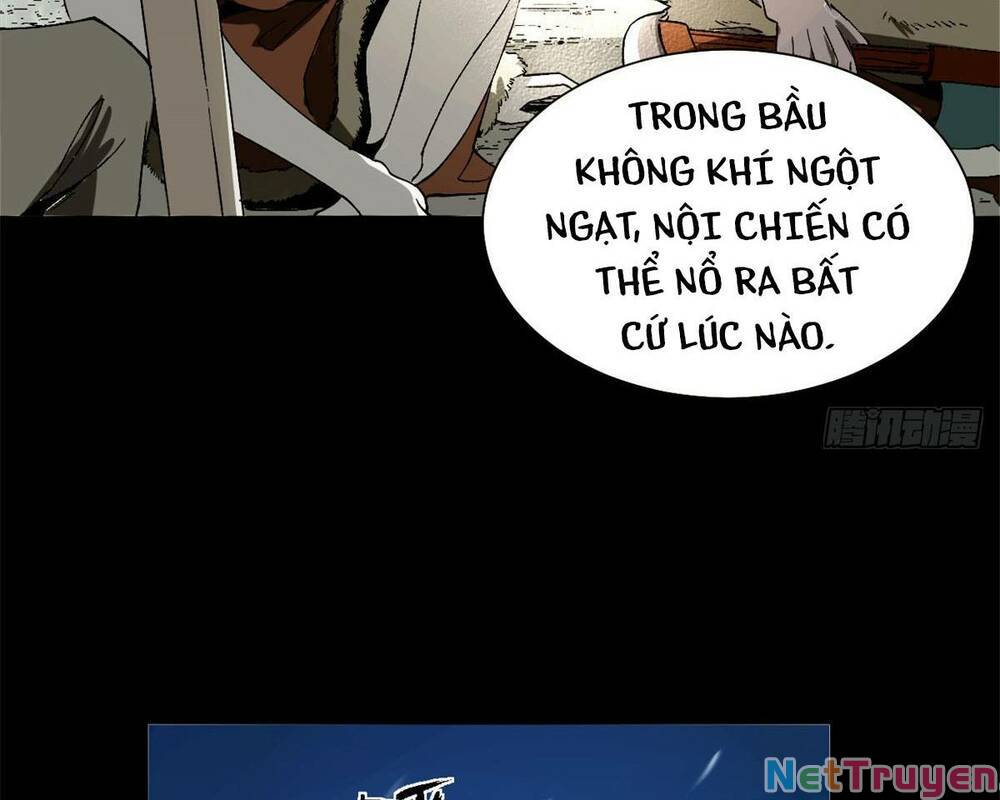 TRONG BẦU
KHÔNG KHÍ NGỘT
NGẠT, NỘI CHIẾN CÓ
THỂ NỔ RA BẤT
CỨ LÚC NÀO.
腾讯动漫
NetTruyen